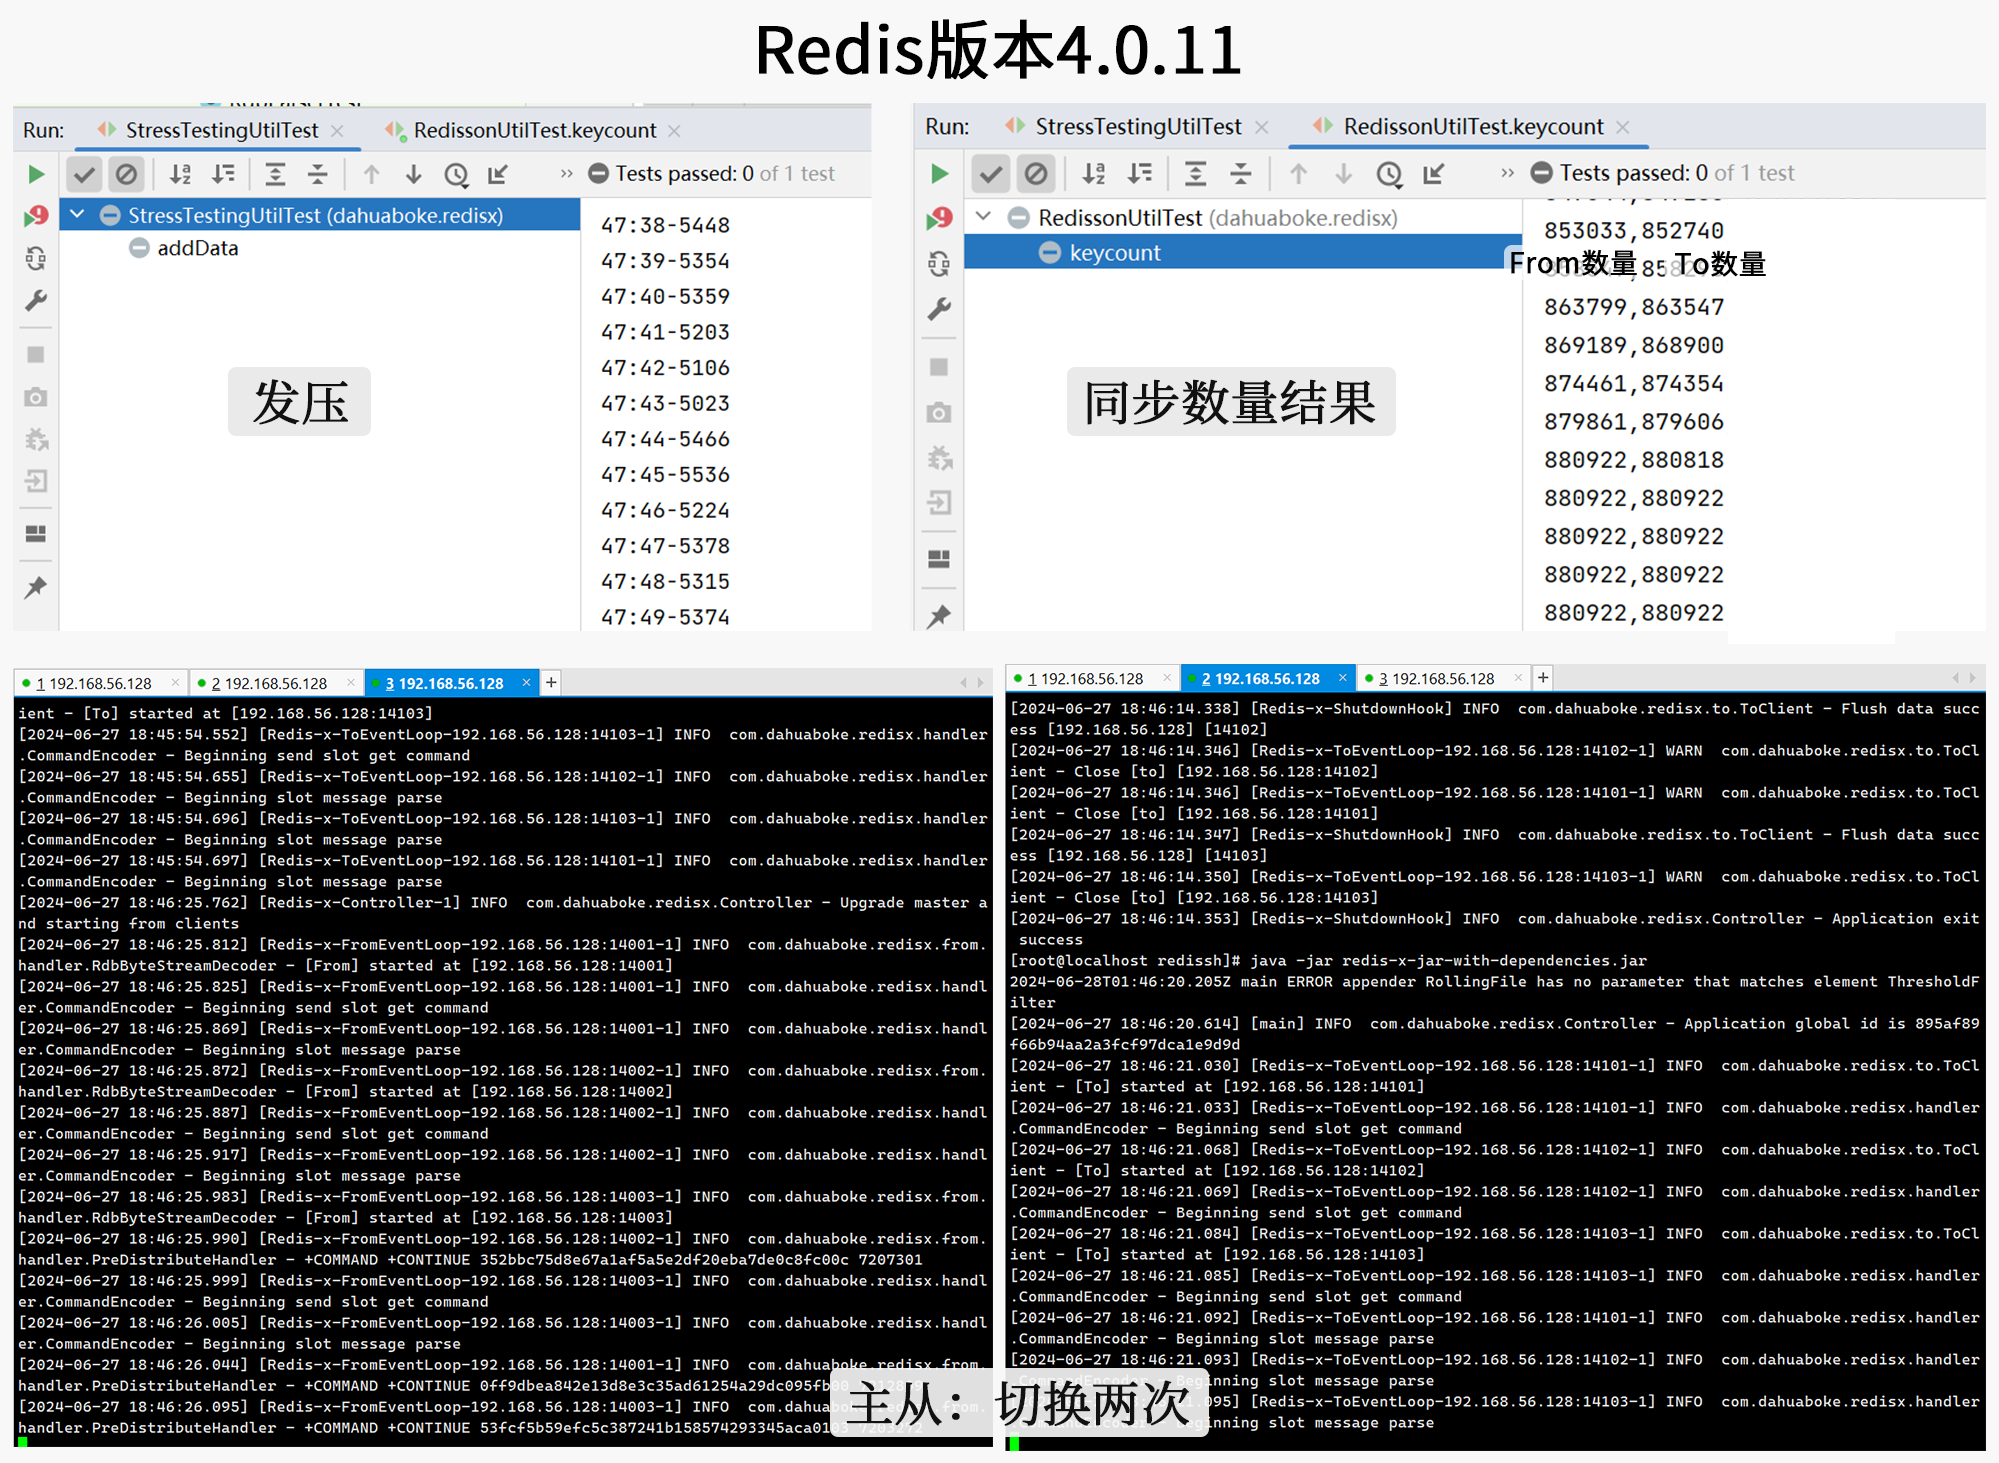 Redis版本4.0.11
Run: StressTestingUtilTest × RedissonUtilTest.keycount ×
Tests passed: 0 of 1 test
StressTestingUtilTest (dahuaboke.redisx)
addData
发压
47:38-5448
47:39-5354
47:40-5359
47:41-5203
47:42-5106
47:43-5023
47:44-5466
47:45-5536
47:46-5224
47:47-5378
47:48-5315
47:49-5374
Run: StressTestingUtilTest × RedissonUtilTest.keycount ×
Tests passed: 0 of 1 test
RedissonUtilTest (dahuaboke.redisx)
keycount
同步数量结果
853033,852740
From数量 To数量
863799,863547
869189,868900
874461,874354
879861,879606
880922,880818
880922,880922
880922,880922
880922,880922
880922,880922
1 192.168.56.128 × 2 192.168.56.128 × 3 192.168.56.128 × +
ient - [To] started at [192.168.56.128:14103]
[2024-06-27 18:45:54.552] [Redis-x-ToEventLoop-192.168.56.128:14103-1] INFO  com.dahuaboke.redisx.handler
.CommandEncoder - Beginning send slot get command
[2024-06-27 18:45:54.655] [Redis-x-ToEventLoop-192.168.56.128:14102-1] INFO  com.dahuaboke.redisx.handler
.CommandEncoder - Beginning slot message parse
[2024-06-27 18:45:54.696] [Redis-x-ToEventLoop-192.168.56.128:14103-1] INFO  com.dahuaboke.redisx.handler
.CommandEncoder - Beginning slot message parse
[2024-06-27 18:45:54.697] [Redis-x-ToEventLoop-192.168.56.128:14101-1] INFO  com.dahuaboke.redisx.handler
.CommandEncoder - Beginning slot message parse
[2024-06-27 18:46:25.762] [Redis-x-Controller-1] INFO  com.dahuaboke.redisx.Controller - Upgrade master a
nd starting from clients
[2024-06-27 18:46:25.812] [Redis-x-FromEventLoop-192.168.56.128:14001-1] INFO  com.dahuaboke.redisx.from.
handler.RdbByteStreamDecoder - [From] started at [192.168.56.128:14001]
[2024-06-27 18:46:25.825] [Redis-x-FromEventLoop-192.168.56.128:14001-1] INFO  com.dahuaboke.redisx.handl
er.CommandEncoder - Beginning send slot get command
[2024-06-27 18:46:25.869] [Redis-x-FromEventLoop-192.168.56.128:14001-1] INFO  com.dahuaboke.redisx.handl
er.CommandEncoder - Beginning slot message parse
[2024-06-27 18:46:25.872] [Redis-x-FromEventLoop-192.168.56.128:14002-1] INFO  com.dahuaboke.redisx.from.
handler.RdbByteStreamDecoder - [From] started at [192.168.56.128:14002]
[2024-06-27 18:46:25.887] [Redis-x-FromEventLoop-192.168.56.128:14002-1] INFO  com.dahuaboke.redisx.handl
er.CommandEncoder - Beginning send slot get command
[2024-06-27 18:46:25.917] [Redis-x-FromEventLoop-192.168.56.128:14002-1] INFO  com.dahuaboke.redisx.handl
er.CommandEncoder - Beginning slot message parse
[2024-06-27 18:46:25.983] [Redis-x-FromEventLoop-192.168.56.128:14003-1] INFO  com.dahuaboke.redisx.from.
handler.RdbByteStreamDecoder - [From] started at [192.168.56.128:14003]
[2024-06-27 18:46:25.990] [Redis-x-FromEventLoop-192.168.56.128:14002-1] INFO  com.dahuaboke.redisx.from.
handler.PreDistributeHandler - +COMMAND +CONTINUE 352bbc75d8e67a1af5a5e2df20eba7de0c8fc00c 7207301
[2024-06-27 18:46:25.999] [Redis-x-FromEventLoop-192.168.56.128:14003-1] INFO  com.dahuaboke.redisx.handl
er.CommandEncoder - Beginning send slot get command
[2024-06-27 18:46:26.005] [Redis-x-FromEventLoop-192.168.56.128:14003-1] INFO  com.dahuaboke.redisx.handl
er.CommandEncoder - Beginning slot message parse
[2024-06-27 18:46:26.044] [Redis-x-FromEventLoop-192.168.56.128:14001-1] INFO  com.dahuaboke.redisx.from.
handler.PreDistributeHandler - +COMMAND +CONTINUE
[2024-06-27 18:46:26.095] [Redis-x-FromEventLoop-192.168.56.128:14003-1] INFO
handler.PreDistributeHandler - +COMMAND +CONTINUE
1 192.168.56.128 × 2 192.168.56.128 × 3 192.168.56.128 × +
[2024-06-27 18:46:14.338] [Redis-x-ShutdownHook] INFO  com.dahuaboke.redisx.to.ToClient - Flush data succ
ess [192.168.56.128] [14102]
[2024-06-27 18:46:14.346] [Redis-x-ToEventLoop-192.168.56.128:14102-1] WARN  com.dahuaboke.redisx.to.ToCl
ient - Close [to] [192.168.56.128:14102]
[2024-06-27 18:46:14.346] [Redis-x-ToEventLoop-192.168.56.128:14101-1] WARN  com.dahuaboke.redisx.to.ToCl
ient - Close [to] [192.168.56.128:14101]
[2024-06-27 18:46:14.347] [Redis-x-ShutdownHook] INFO  com.dahuaboke.redisx.to.ToClient - Flush data succ
ess [192.168.56.128] [14103]
[2024-06-27 18:46:14.350] [Redis-x-ToEventLoop-192.168.56.128:14103-1] WARN  com.dahuaboke.redisx.to.ToCl
ient - Close [to] [192.168.56.128:14103]
[2024-06-27 18:46:14.353] [Redis-x-ShutdownHook] INFO  com.dahuaboke.redisx.Controller - Application exit
 success
[root@localhost redissh]# java -jar redis-x-jar-with-dependencies.jar
2024-06-28T01:46:20.205Z main ERROR appender RollingFile has no parameter that matches element ThresholdF
ilter
[2024-06-27 18:46:20.614] [main] INFO  com.dahuaboke.redisx.Controller - Application global id is 895af89
f66b94aa2a3fcf97dca1e9d9d
[2024-06-27 18:46:21.030] [Redis-x-ToEventLoop-192.168.56.128:14101-1] INFO  com.dahuaboke.redisx.to.ToCl
ient - [To] started at [192.168.56.128:14101]
[2024-06-27 18:46:21.033] [Redis-x-ToEventLoop-192.168.56.128:14101-1] INFO  com.dahuaboke.redisx.handler
.CommandEncoder - Beginning send slot get command
[2024-06-27 18:46:21.068] [Redis-x-ToEventLoop-192.168.56.128:14102-1] INFO  com.dahuaboke.redisx.to.ToCl
ient - [To] started at [192.168.56.128:14102]
[2024-06-27 18:46:21.069] [Redis-x-ToEventLoop-192.168.56.128:14102-1] INFO  com.dahuaboke.redisx.handler
.CommandEncoder - Beginning send slot get command
[2024-06-27 18:46:21.084] [Redis-x-ToEventLoop-192.168.56.128:14103-1] INFO  com.dahuaboke.redisx.to.ToCl
ient - [To] started at [192.168.56.128:14103]
[2024-06-27 18:46:21.085] [Redis-x-ToEventLoop-192.168.56.128:14103-1] INFO  com.dahuaboke.redisx.handler
.CommandEncoder - Beginning send slot get command
[2024-06-27 18:46:21.092] [Redis-x-ToEventLoop-192.168.56.128:14101-1] INFO  com.dahuaboke.redisx.handler
.CommandEncoder - Beginning slot message parse
[2024-06-27 18:46:21.093] [Redis-x-ToEventLoop-192.168.56.128:14102-1] INFO  com.dahuaboke.redisx.handler
.CommandEncoder - Beginning slot message parse
[Redis-x-ToEventLoop-192.168.56.128:14103-1] INFO  com.dahuaboke.redisx.handler
slot message parse
主从：切换两次